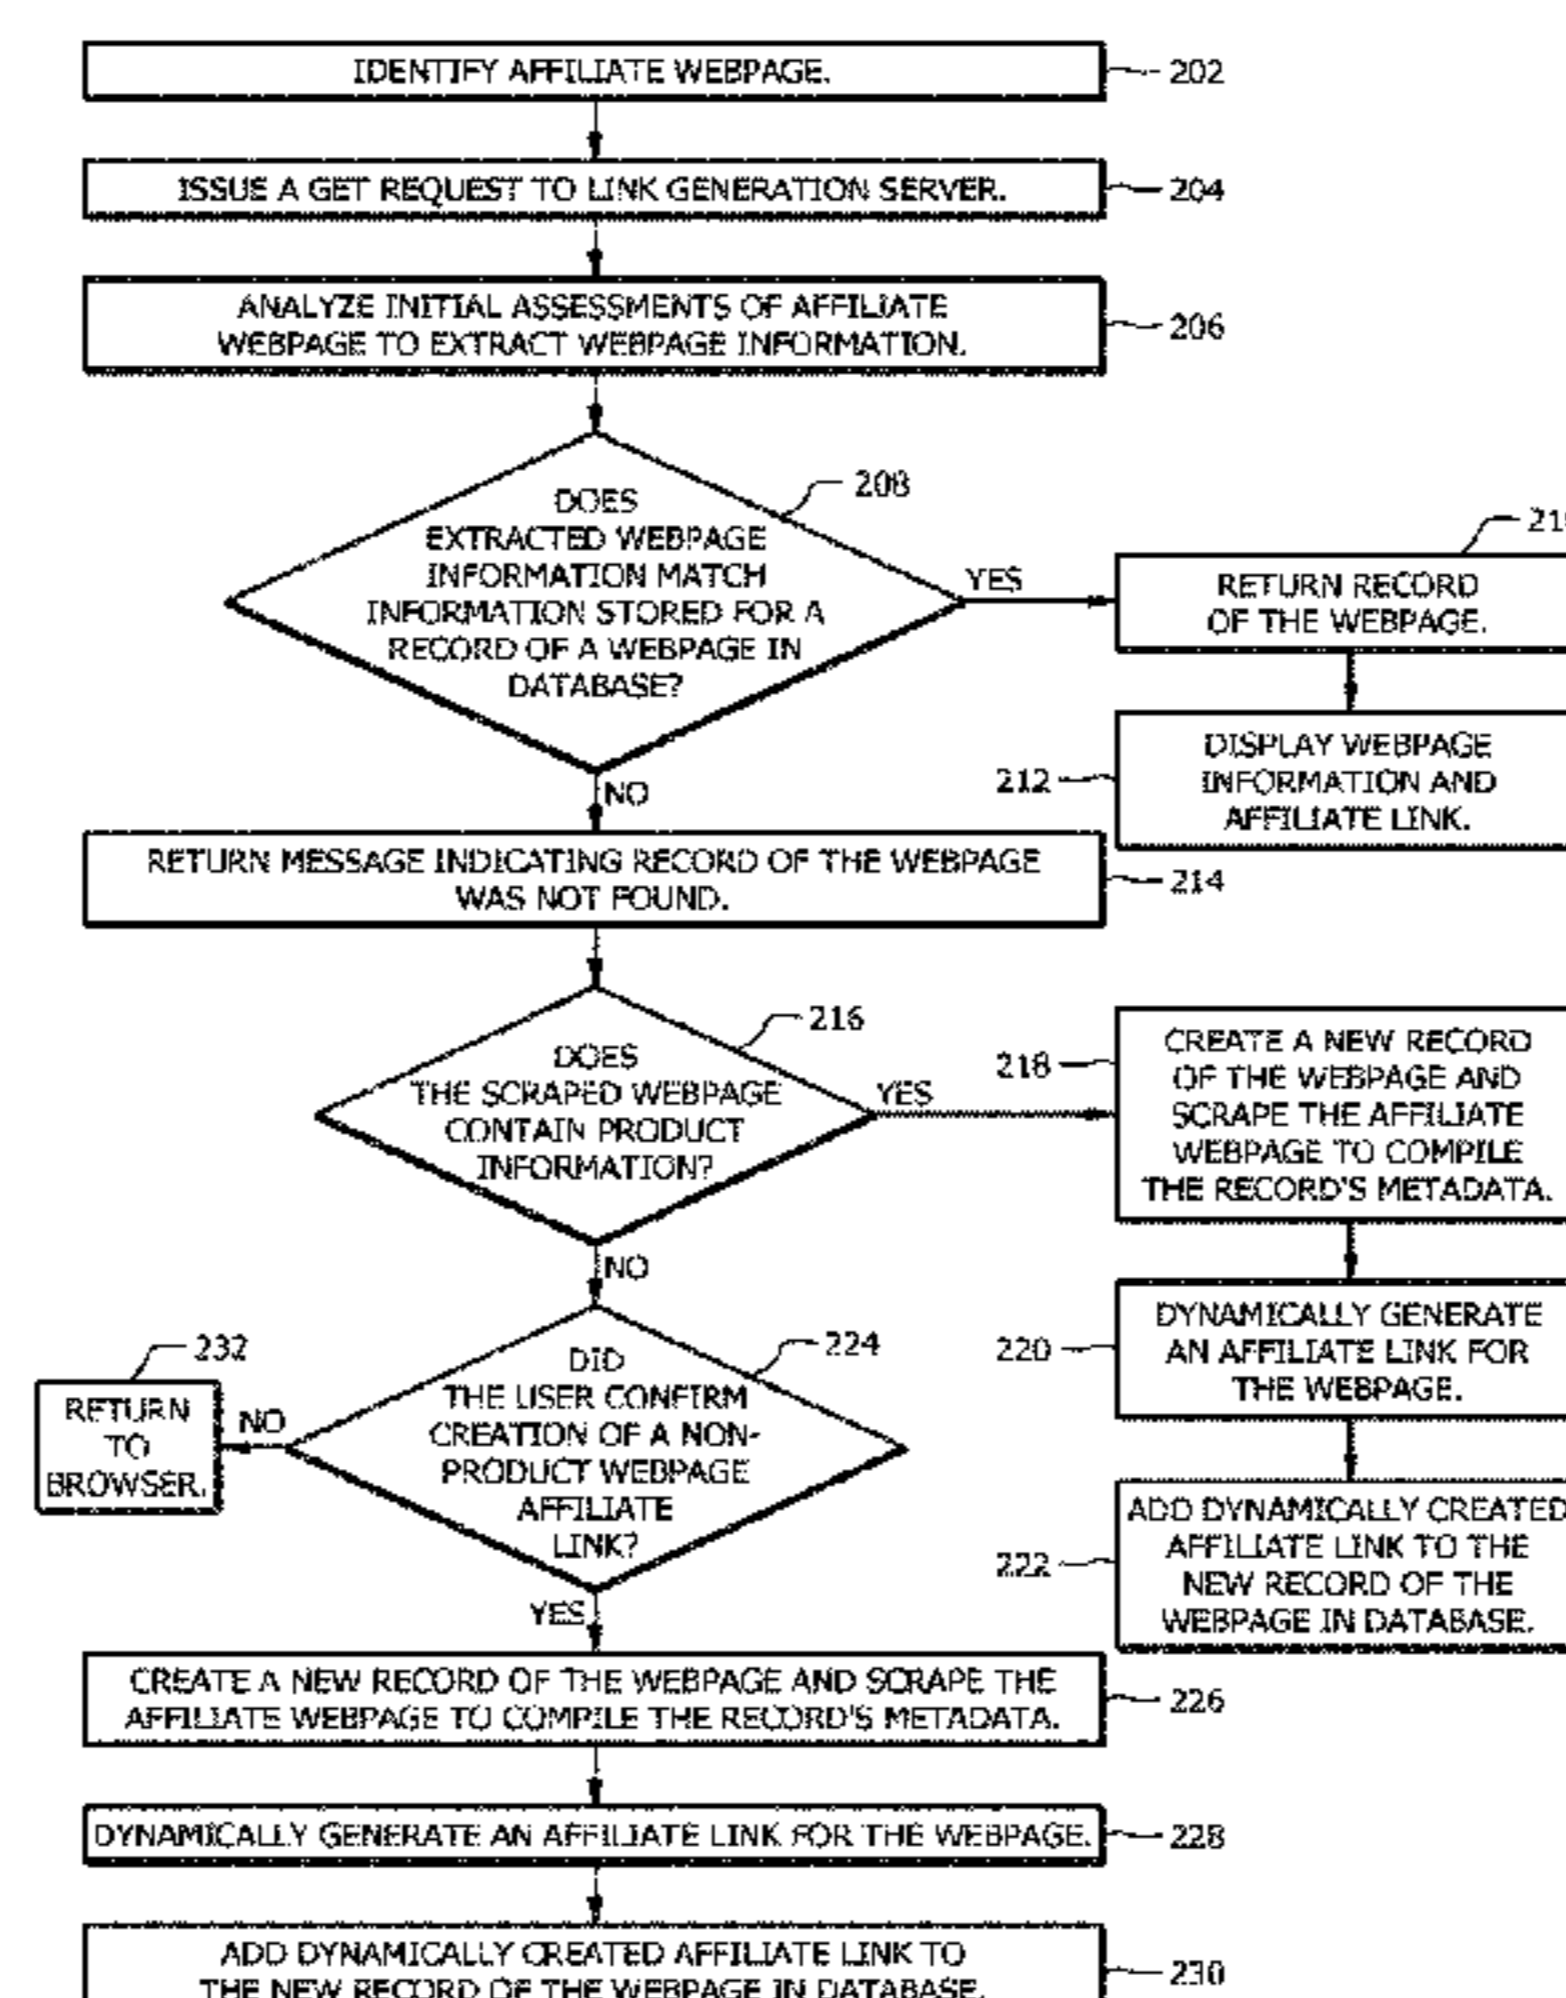 IDENTIFY AFFILIATE WEBPAGE.
202
ISSUE A GET REQUEST TO LINK GENERATION SERVER.
204
ANALYZE INITIAL ASSESSMENTS OF AFFILIATE
WEBPAGE TO EXTRACT WEBPAGE INFORMATION.
206
DOES
EXTRACTED WEBPAGE
INFORMATION MATCH
INFORMATION STORED FOR A
RECORD OF A WEBPAGE IN
DATABASE?
208
YES
RETURN RECORD
OF THE WEBPAGE.
DISPLAY WEBPAGE
INFORMATION AND
AFFILIATE LINK.
212
NO
RETURN MESSAGE INDICATING RECORD OF THE WEBPAGE
WAS NOT FOUND.
214
DOES
THE SCRAPED WEBPAGE
CONTAIN PRODUCT
INFORMATION?
216
YES
CREATE A NEW RECORD
OF THE WEBPAGE AND
SCRAPE THE AFFILIATE
WEBPAGE TO COMPILE
THE RECORD'S METADATA.
218
DYNAMICALLY GENERATE
AN AFFILIATE LINK FOR
THE WEBPAGE.
220
ADD DYNAMICALLY CREATED
AFFILIATE LINK TO THE
NEW RECORD OF THE
WEBPAGE IN DATABASE.
222
NO
DID
THE USER CONFIRM
CREATION OF A NON-
PRODUCT WEBPAGE
AFFILIATE
LINK?
224
NO
RETURN
TO
BROWSER.
232
YES
CREATE A NEW RECORD OF THE WEBPAGE AND SCRAPE THE
AFFILIATE WEBPAGE TO COMPILE THE RECORD'S METADATA.
226
DYNAMICALLY GENERATE AN AFFILIATE LINK FOR THE WEBPAGE.
228
ADD DYNAMICALLY CREATED AFFILIATE LINK TO
THE NEW RECORD OF THE WEBPAGE IN DATABASE.
230